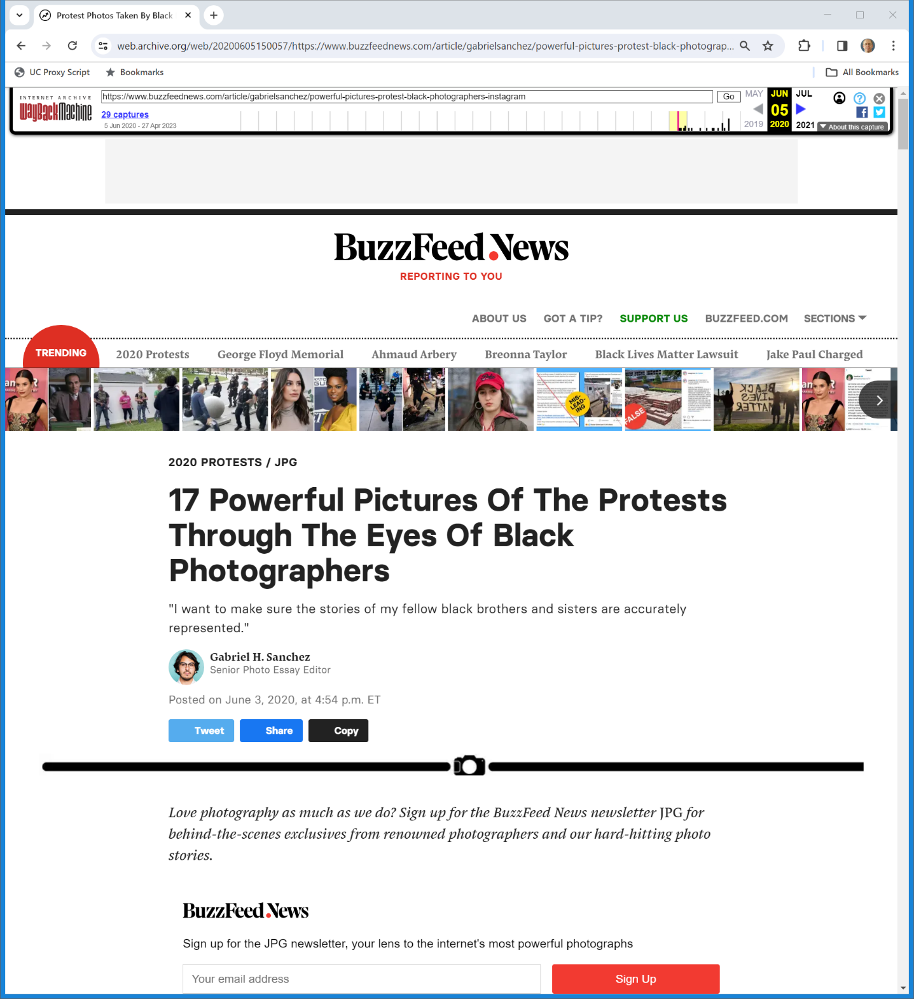 Protest Photos Taken By Black
web.archive.org/web/20200605150057/https://www.buzzfeednews.com/article/gabrielsanchez/powerful-pictures-protest-black-photograp...
UC Proxy Script
Bookmarks
All Bookmarks
INTERNET ARCHIVE
WayBackMachine
https://www.buzzfeednews.com/article/gabrielsanchez/powerful-pictures-protest-black-photographers-instagram
Go
MAY
JUN
JUL
29 captures
05
5 Jun 2020 - 27 Apr 2023
2019
2020
2021
About this capture
BuzzFeed News
REPORTING TO YOU
ABOUT US
GOT A TIP?
SUPPORT US
BUZZFEED.COM
SECTIONS
TRENDING
2020 Protests
George Floyd Memorial
Ahmaud Arbery
Breonna Taylor
Black Lives Matter Lawsuit
Jake Paul Charged
MIS-
LEAD-
ING
FALSE
BLACK
LIVES
MATTER
2020 PROTESTS / JPG
17 Powerful Pictures Of The Protests
Through The Eyes Of Black
Photographers
"I want to make sure the stories of my fellow black brothers and sisters are accurately
represented."
Gabriel H. Sanchez
Senior Photo Essay Editor
Posted on June 3, 2020, at 4:54 p.m. ET
Tweet
Share
Copy
Love photography as much as we do? Sign up for the BuzzFeed News newsletter JPG for
behind-the-scenes exclusives from renowned photographers and our hard-hitting photo
stories.
BuzzFeed News
Sign up for the JPG newsletter, your lens to the internet's most powerful photographs
Your email address
Sign Up